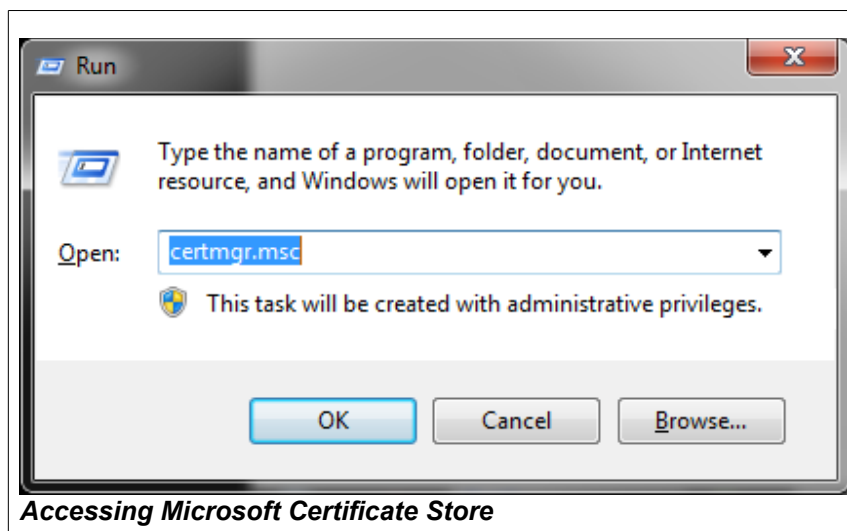 Run
Type the name of a program, folder, document, or Internet
resource, and Windows will open it for you.
Open: certmgr.msc
This task will be created with administrative privileges.
OK Cancel Browse...
Accessing Microsoft Certificate Store